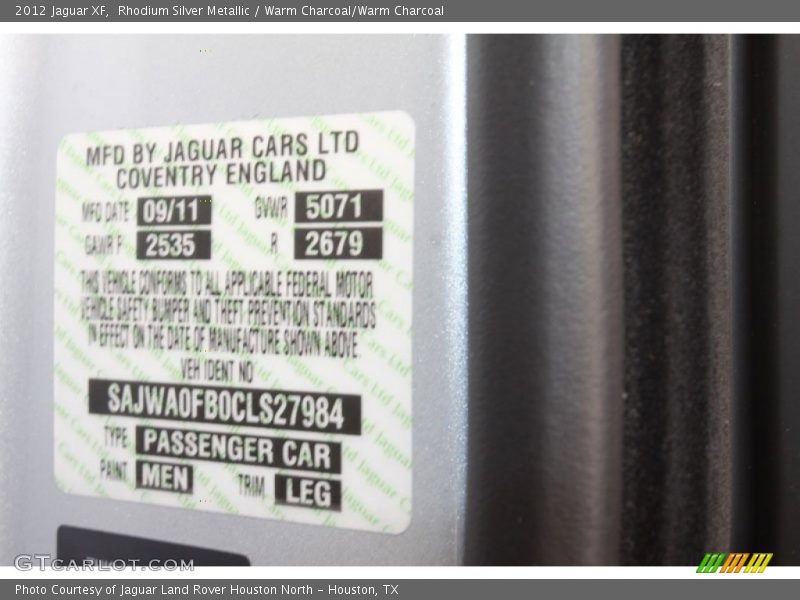 2012 Jaguar XF,  Rhodium Silver Metallic / Warm Charcoal/Warm Charcoal
MFD BY JAGUAR CARS LTD
COVENTRY ENGLAND
MFD DATE 09/11 GVWR 5071
GAWR F 2535 R 2679
THIS VEHICLE CONFORMS TO ALL APPLICABLE FEDERAL MOTOR
VEHICLE SAFETY BUMPER AND THEFT PREVENTION STANDARDS
IN EFFECT ON THE DATE OF MANUFACTURE SHOWN ABOVE
VEH IDENT NO
SAJWA0FB0CLS27984
TYPE PASSENGER CAR
PAINT MEN TRIM LEG
GTCARLOT.COM
Photo Courtesy of Jaguar Land Rover Houston North - Houston, TX